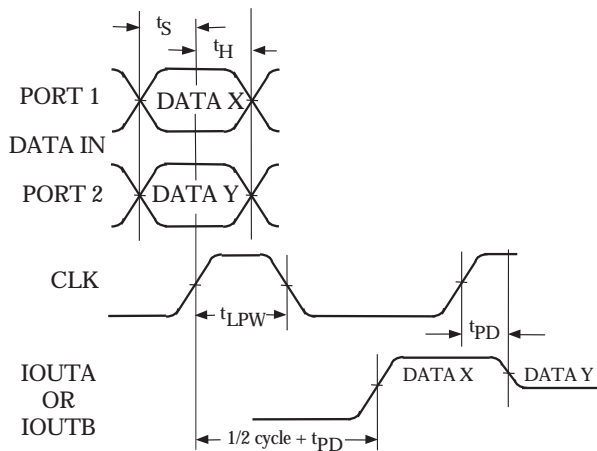 tS
tH
PORT 1
DATA X
DATA IN
PORT 2
DATA Y
CLK
tLPW
tPD
IOUTA
OR
IOUTB
DATA X
DATA Y
1/2 cycle + tPD